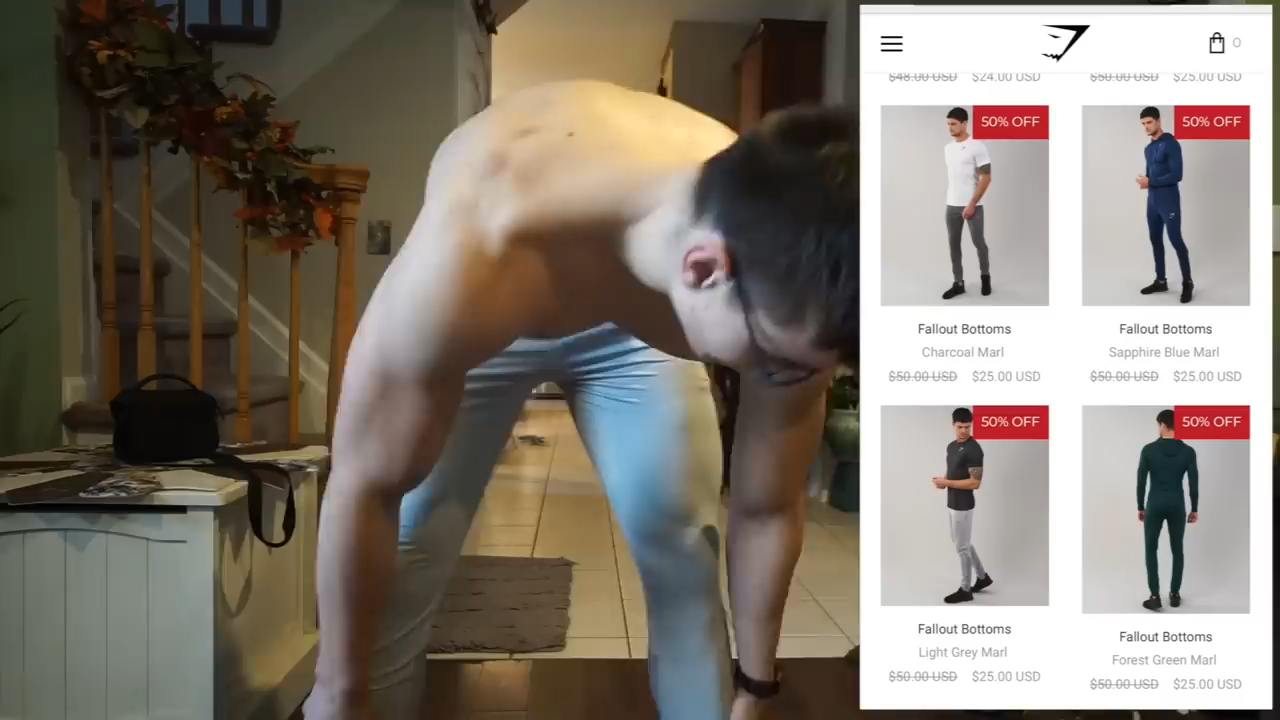 0
$48.00 USD $24.00 USD
$50.00 USD $25.00 USD
50% OFF
50% OFF
Fallout Bottoms
Charcoal Marl
$50.00 USD $25.00 USD
Fallout Bottoms
Sapphire Blue Marl
$50.00 USD $25.00 USD
50% OFF
50% OFF
Fallout Bottoms
Light Grey Marl
$50.00 USD $25.00 USD
Fallout Bottoms
Forest Green Marl
$50.00 USD $25.00 USD